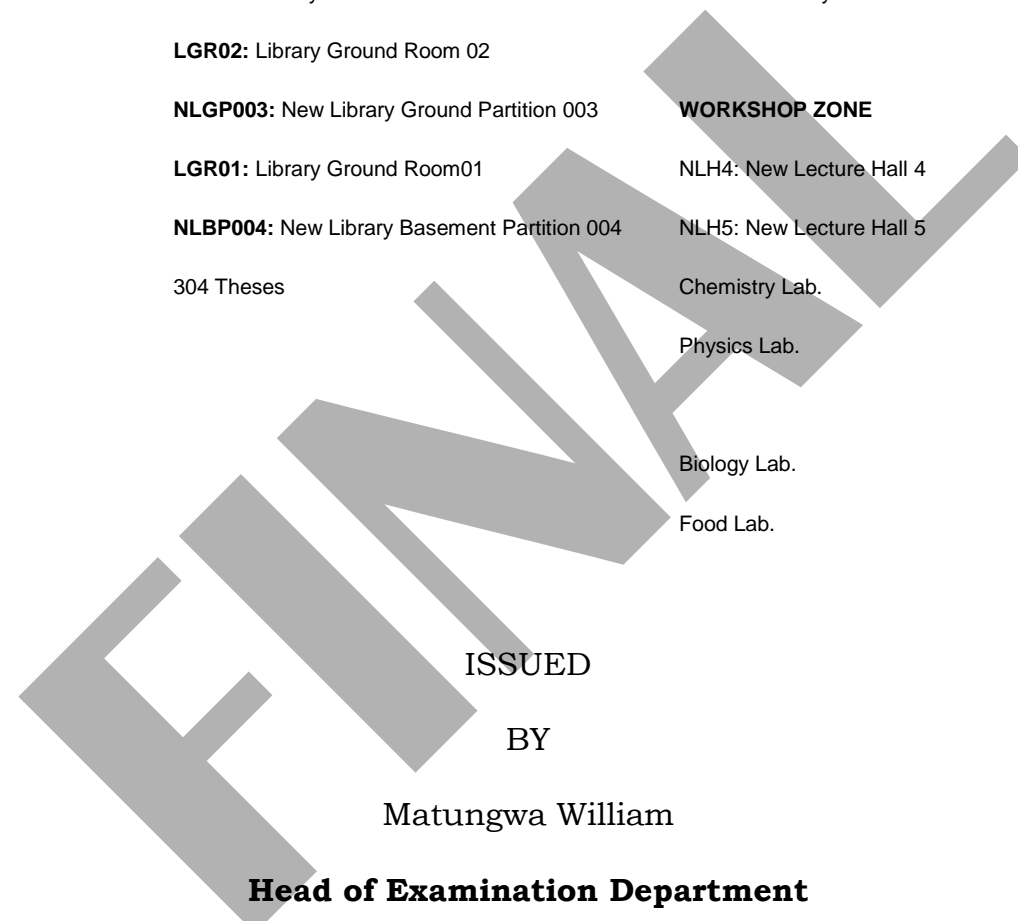 LGR02: Library Ground Room 02
NLGP003: New Library Ground Partition 003
LGR01: Library Ground Room01
NLBP004: New Library Basement Partition 004
304 Theses
WORKSHOP ZONE
NLH4: New Lecture Hall 4
NLH5: New Lecture Hall 5
Chemistry Lab.
Physics Lab.
Biology Lab.
Food Lab.
ISSUED
BY
Matungwa William
Head of Examination Department
FINAL